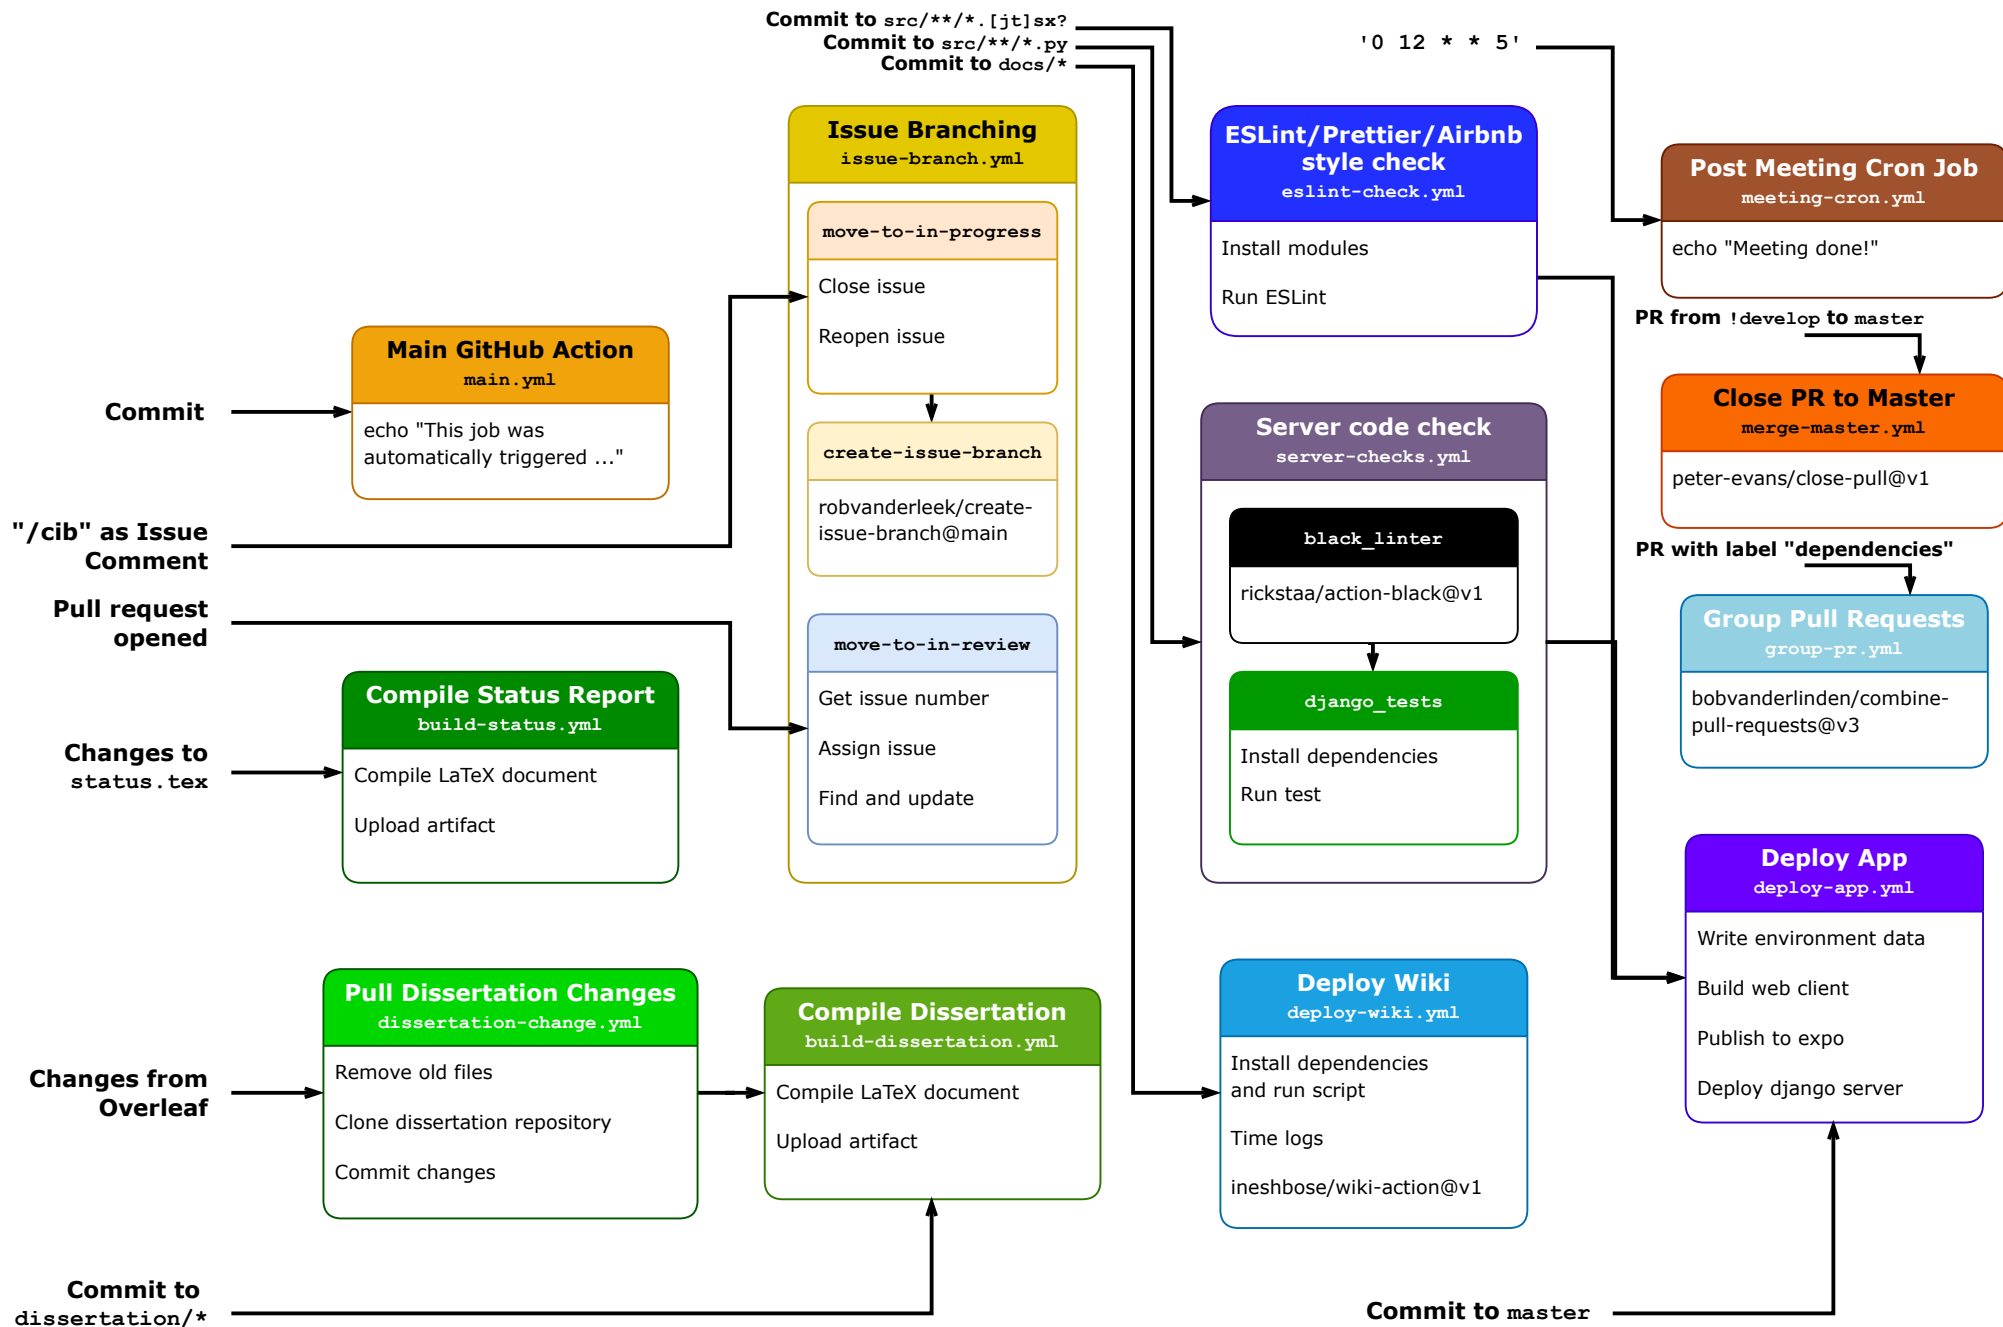 Commit to src/**/*.[jt]sx?
Commit to src/**/*.py
Commit to docs/*
'0 12 * * 5'
Issue Branching
issue-branch.yml
move-to-in-progress
Close issue
Reopen issue
create-issue-branch
robvanderleek/create-
issue-branch@main
move-to-in-review
Get issue number
Assign issue
Find and update
ESLint/Prettier/Airbnb
style check
eslint-check.yml
Install modules
Run ESLint
Post Meeting Cron Job
meeting-cron.yml
echo "Meeting done!"
PR from !develop to master
Close PR to Master
merge-master.yml
peter-evans/close-pull@v1
PR with label "dependencies"
Group Pull Requests
group-pr.yml
bobvanderlinden/combine-
pull-requests@v3
Main GitHub Action
main.yml
echo "This job was
automatically triggered ..."
Commit
"/cib" as Issue
Comment
Pull request
opened
Server code check
server-checks.yml
black_linter
rickstaa/action-black@v1
django_tests
Install dependencies
Run test
Compile Status Report
build-status.yml
Compile LaTeX document
Upload artifact
Changes to
status.tex
Deploy App
deploy-app.yml
Write environment data
Build web client
Publish to expo
Deploy django server
Pull Dissertation Changes
dissertation-change.yml
Remove old files
Clone dissertation repository
Commit changes
Changes from
Overleaf
Compile Dissertation
build-dissertation.yml
Compile LaTeX document
Upload artifact
Deploy Wiki
deploy-wiki.yml
Install dependencies
and run script
Time logs
ineshbose/wiki-action@v1
Commit to
dissertation/*
Commit to master